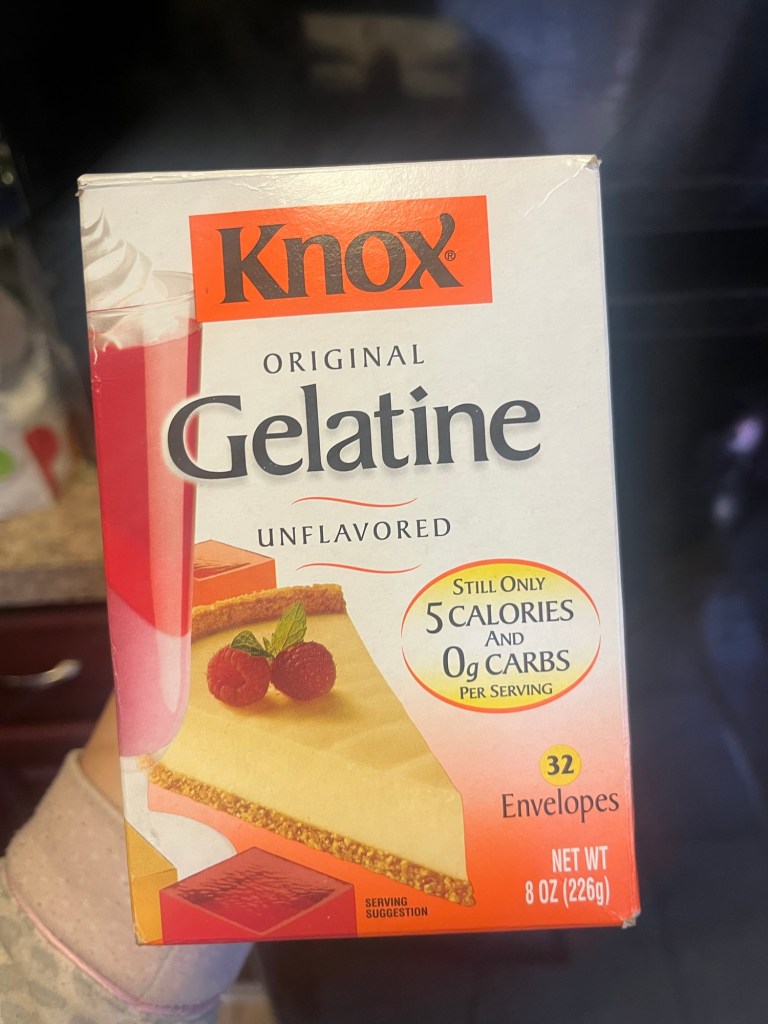 Knox®
ORIGINAL
Gelatine
UNFLAVORED
STILL ONLY
5 CALORIES
AND
0g CARBS
PER SERVING
32
Envelopes
NET WT
8 OZ (226g)
SERVING
SUGGESTION